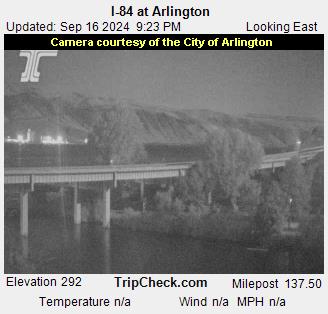 I-84 at Arlington
Updated: Sep 16 2024 9:23 PM Looking East
Camera courtesy of the City of Arlington
Elevation 292 TripCheck.com Milepost 137.50
Temperature n/a Wind n/a MPH n/a